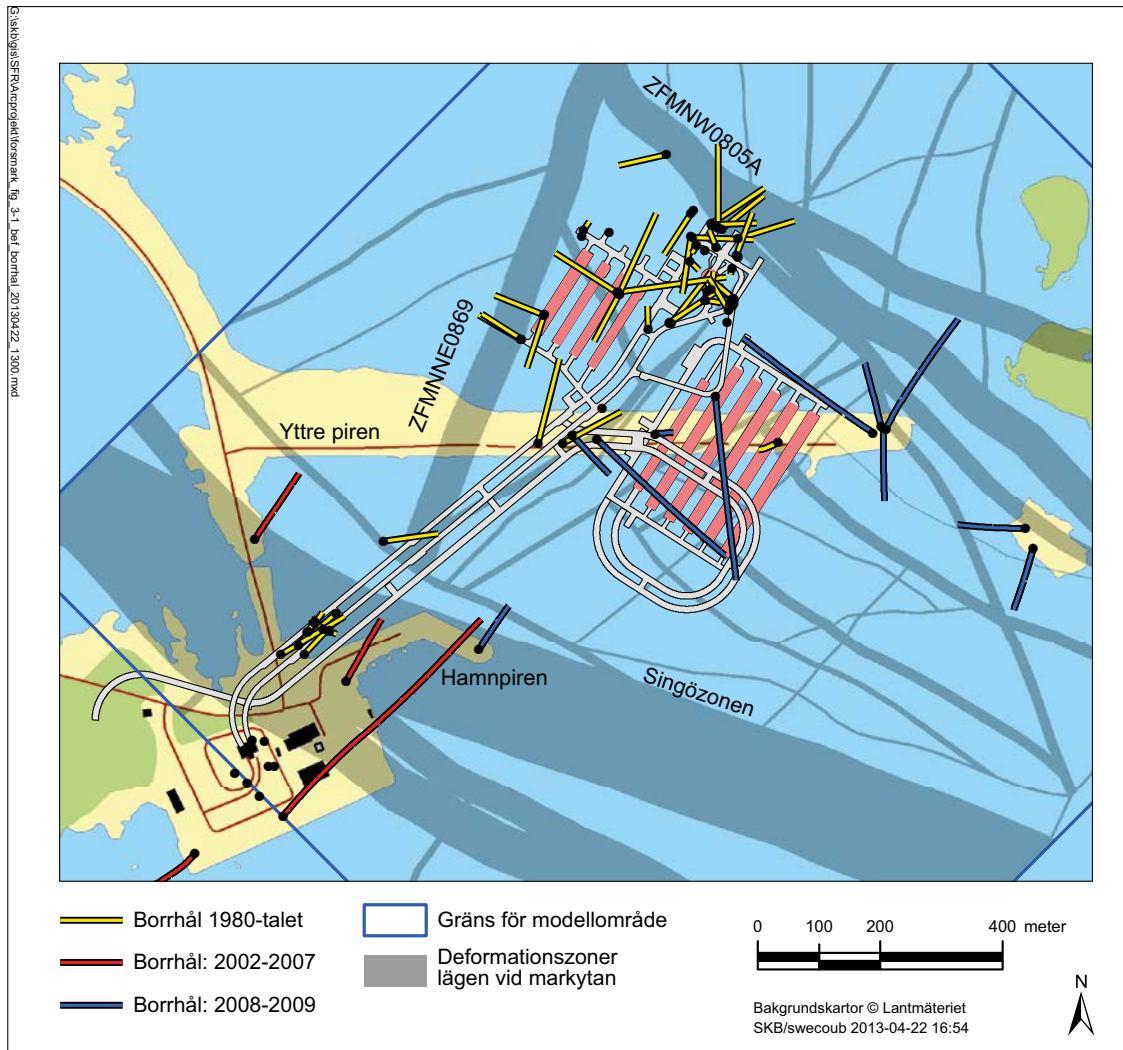 G:\skb\gis\SFR\Arcprojekt\forsmark_fig_3-1_bef_borrhal_20130422_1300.mxd
ZFMNW0805A
ZFMNNE0869
Yttre piren
Hamnpiren
Singözonen
Borrhål 1980-talet
Borrhål: 2002-2007
Borrhål: 2008-2009
Gräns för modellområde
Deformationszoner
lägen vid markytan
0 100 200 400 meter
Bakgrundskartor © Lantmäteriet
SKB/swecoub 2013-04-22 16:54
N